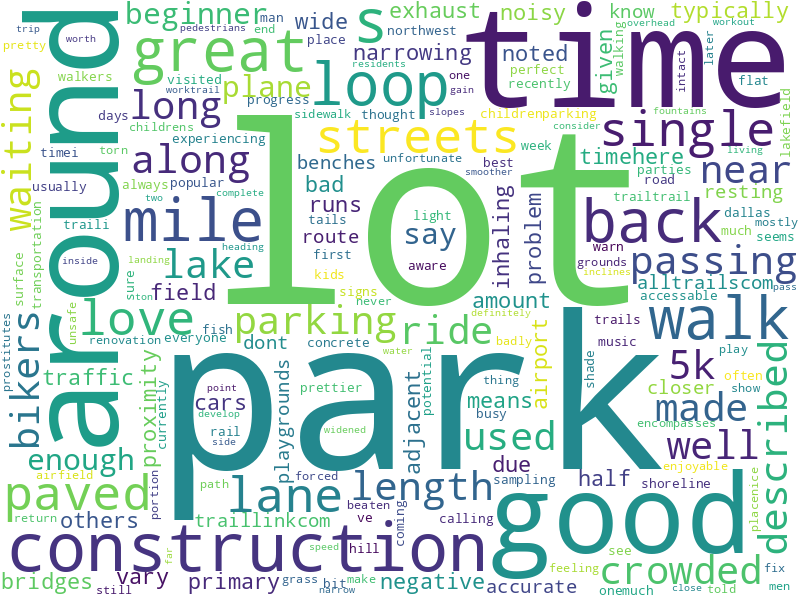 trip man end northwest place
beginner wide exhaust noisy know typically
pedestrians
s
pretty worth
great
time
overhead workout
walkers visited
narrowing noted given walking
later intact
residents
plane
loop
one perfect recently flat
worktrail progress slopes gain
around
waiting
days long
sidewalk thought childrenparking show
fountains
childrens streets single
lakefield
torn experiencing benches unfortunate week best consider
along
smoother timehere near
parties living
usually always popular bad road
two tails
traili mile runs light trailtrail resting
complete route say back dallas mostly
surface transportation
first aware much seems
inhaling problem warn
heading
lake kids grounds passing
inside landing
signs inclines
sure field amount alltrailscom
ston never
unsafe love parking accessable pass
prostitutes bikers
renovation fish ride trails walk
everyone dont concrete definitely airport music
water badly
traffic playgrounds potential thing shade play
proximity currently
point prettier closer often 5k
cars means
develop adjacent busy encompasses made
rail
lot
park
side widened used well described
enough due
path forced half enjoyable
airfield sampling shoreline
paved portion lane length
return beaten placenice
others traillinkcom ve calling see
hill coming feeling
far
construction good
speed
crowded
bridges vary primary grass bit make negative accurate onemuch fix
still narrow close told men